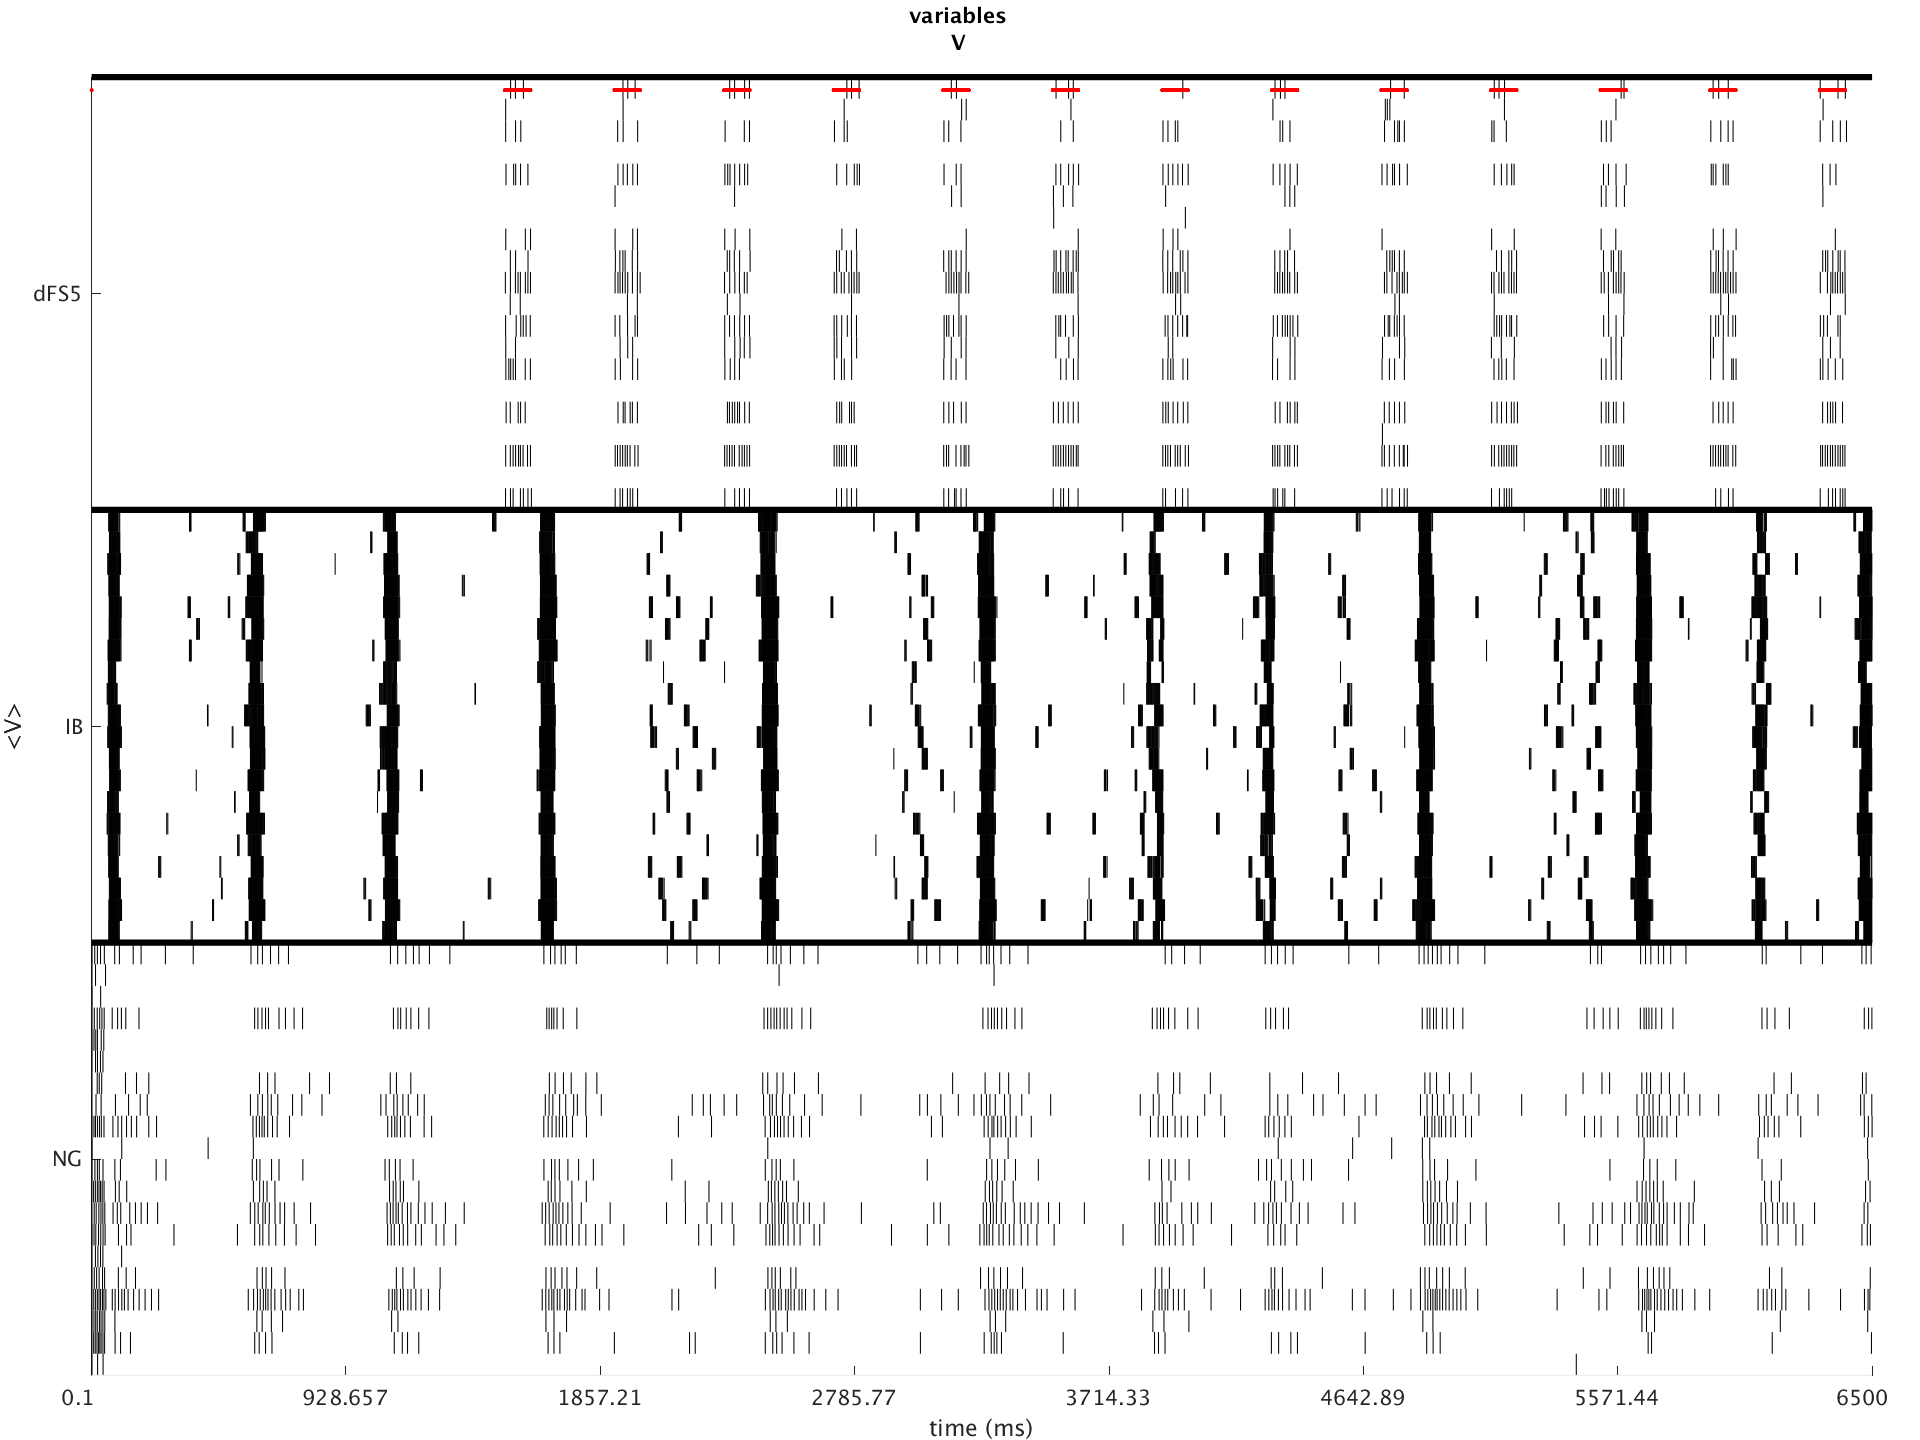 variables
V
dFS5
<V>
IB
NG
0.1 928.657 1857.21 2785.77 3714.33 4642.89 5571.44 6500
time (ms)